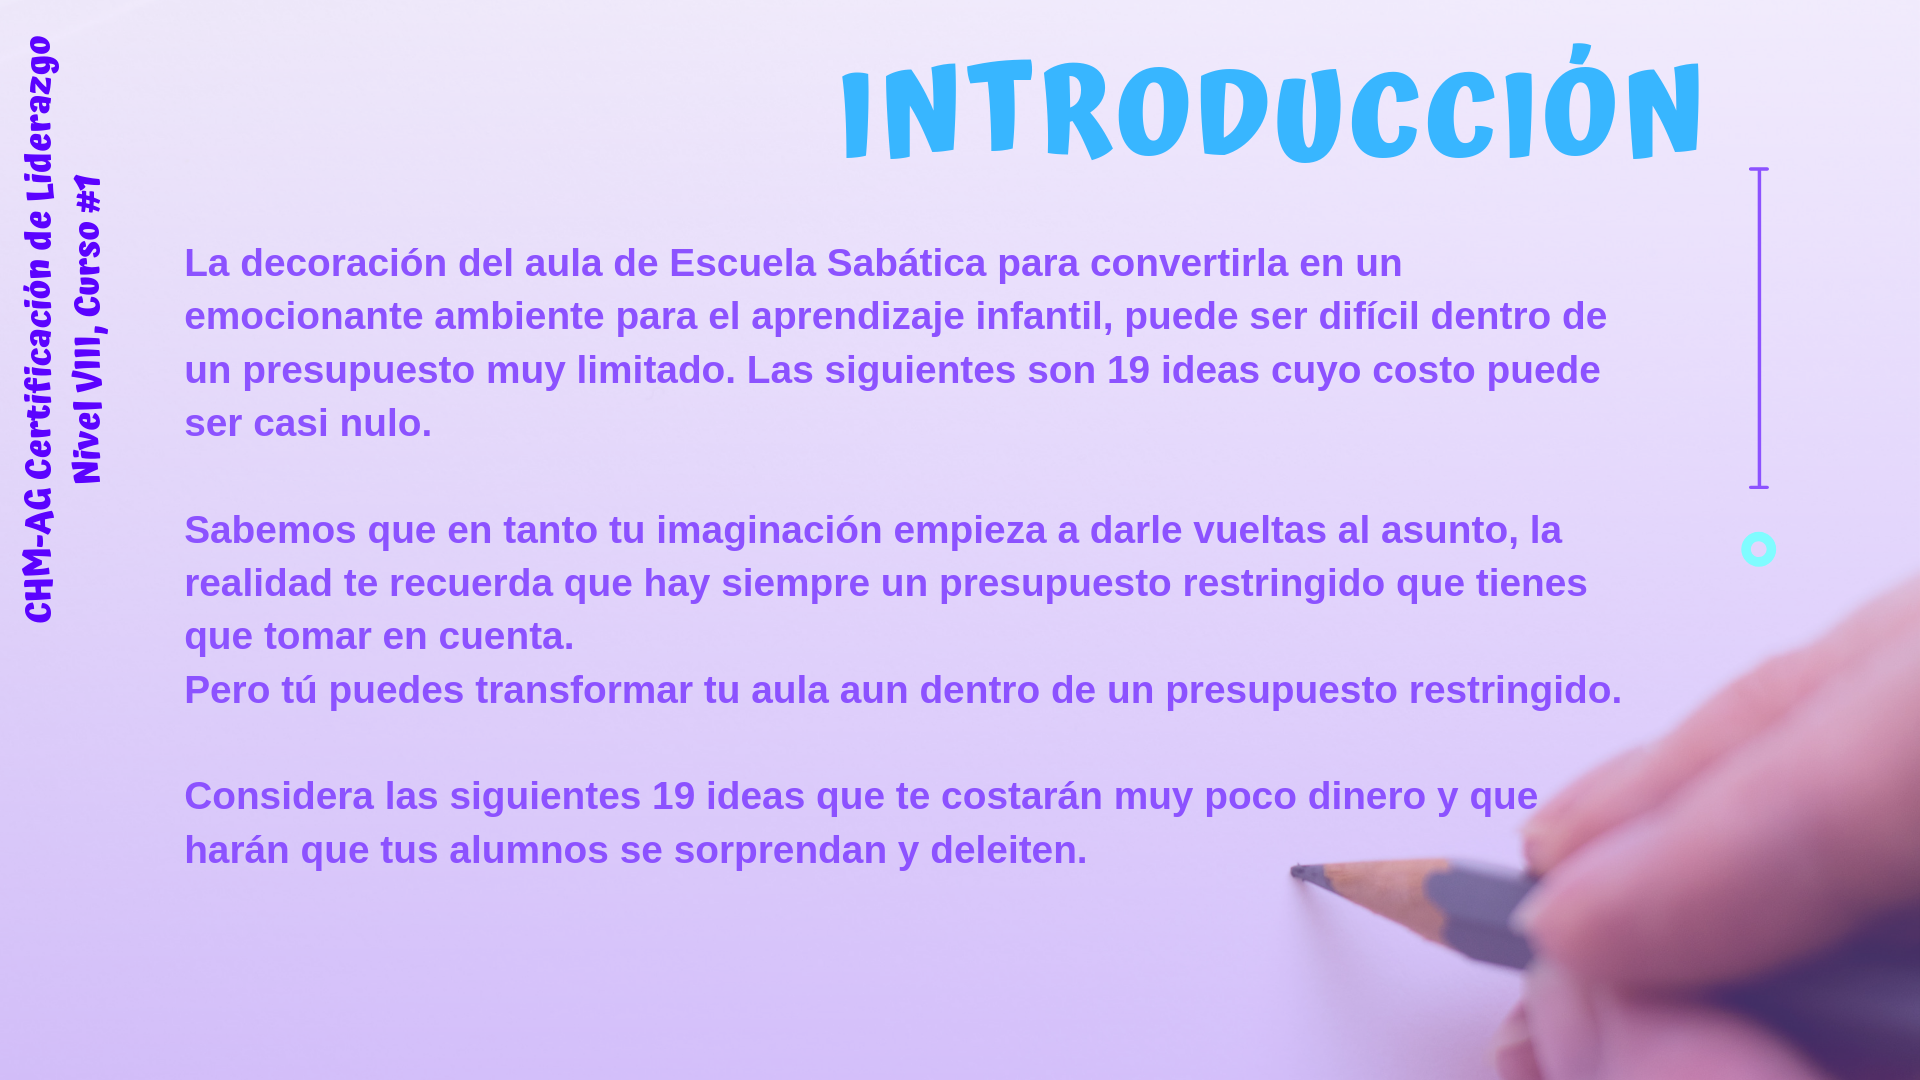 CHM-AG Certificación de Liderazgo
Nivel VIII, Curso #1
INTRODUCCIÓN
La decoración del aula de Escuela Sabática para convertirla en un
emocionante ambiente para el aprendizaje infantil, puede ser difícil dentro de
un presupuesto muy limitado. Las siguientes son 19 ideas cuyo costo puede
ser casi nulo.
Sabemos que en tanto tu imaginación empieza a darle vueltas al asunto, la
realidad te recuerda que hay siempre un presupuesto restringido que tienes
que tomar en cuenta.
Pero tú puedes transformar tu aula aun dentro de un presupuesto restringido.
Considera las siguientes 19 ideas que te costarán muy poco dinero y que
harán que tus alumnos se sorprendan y deleiten.